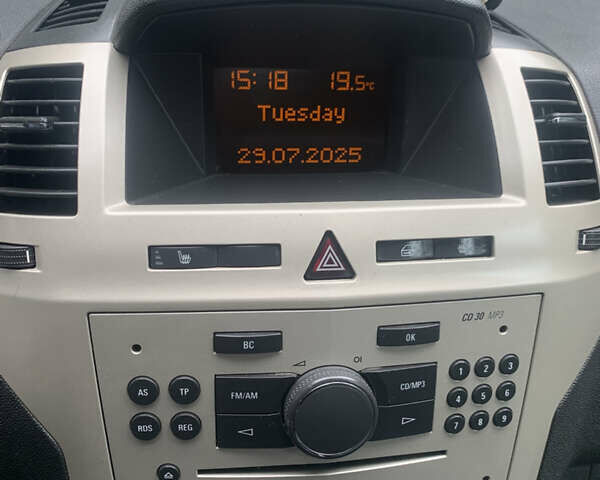 15:18 19.5°C
Tuesday
29.07.2025
CD 30 MP3
BC OK
AS TP FM/AM OI CD/MP3 1 2 3
4 5 6
RDS REG 7 8 9